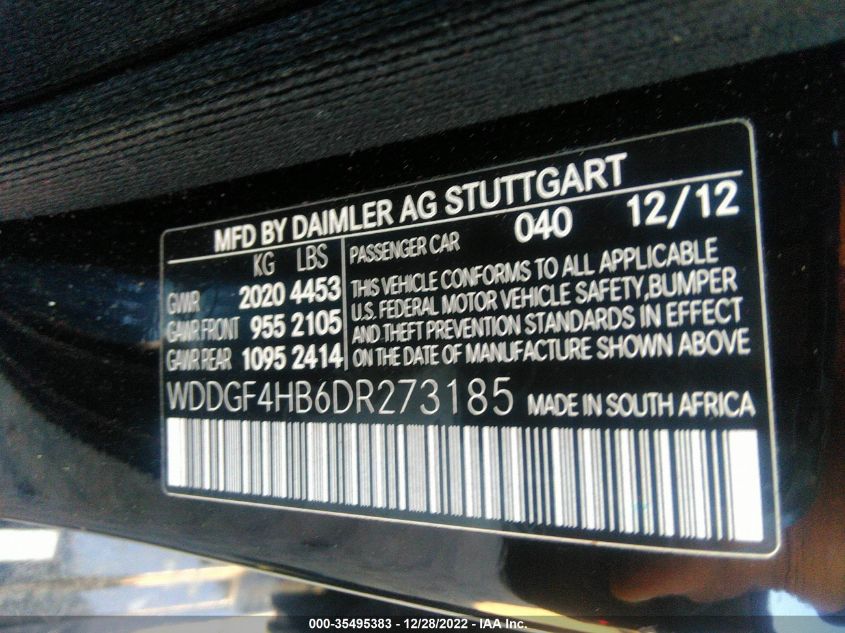 MFD BY DAIMLER AG STUTTGART
KG LBS
GVWR 2020 4453
GAWR FRONT 955 2105
GAWR REAR 1095 2414
PASSENGER CAR 040 12/12
THIS VEHICLE CONFORMS TO ALL APPLICABLE
U.S. FEDERAL MOTOR VEHICLE SAFETY, BUMPER
AND THEFT PREVENTION STANDARDS IN EFFECT
ON THE DATE OF MANUFACTURE SHOWN ABOVE
WDDGF4HB6DR273185 MADE IN SOUTH AFRICA
000-35495383 - 12/28/2022 - IAA Inc.